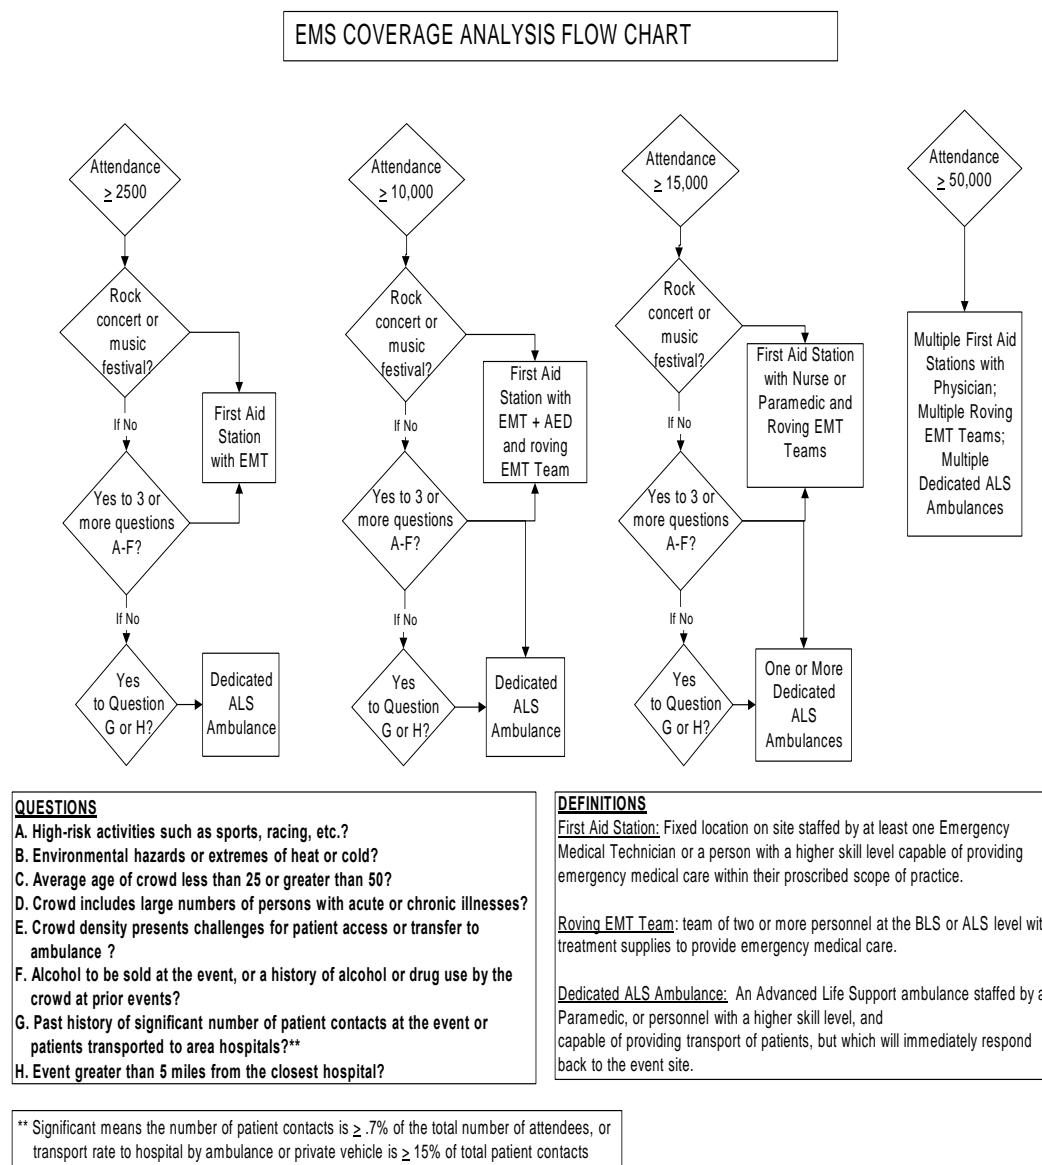 EMS COVERAGE ANALYSIS FLOW CHART
Attendance
≥ 2500
Rock
concert or
music
festival?
If No
First Aid
Station
with EMT
Yes to 3 or
more questions
A-F?
If No
Yes
to Question
G or H?
Dedicated
ALS
Ambulance
Attendance
≥ 10,000
Rock
concert or
music
festival?
If No
First Aid
Station with
EMT + AED
and roving
EMT Team
Yes to 3 or
more questions
A-F?
If No
Yes
to Question
G or H?
Dedicated
ALS
Ambulance
Attendance
≥ 15,000
Rock
concert or
music
festival?
If No
First Aid Station
with Nurse or
Paramedic and
Roving EMT
Teams
Yes to 3 or
more questions
A-F?
If No
Yes
to Question
G or H?
One or More
Dedicated
ALS
Ambulances
Attendance
≥ 50,000
Multiple First Aid
Stations with
Physician;
Multiple Roving
EMT Teams;
Multiple
Dedicated ALS
Ambulances
QUESTIONS
A. High-risk activities such as sports, racing, etc.?
B. Environmental hazards or extremes of heat or cold?
C. Average age of crowd less than 25 or greater than 50?
D. Crowd includes large numbers of persons with acute or chronic illnesses?
E. Crowd density presents challenges for patient access or transfer to
ambulance ?
F. Alcohol to be sold at the event, or a history of alcohol or drug use by the
crowd at prior events?
G. Past history of significant number of patient contacts at the event or
patients transported to area hospitals?**
H. Event greater than 5 miles from the closest hospital?
DEFINITIONS
First Aid Station: Fixed location on site staffed by at least one Emergency
Medical Technician or a person with a higher skill level capable of providing
emergency medical care within their proscribed scope of practice.
Roving EMT Team: team of two or more personnel at the BLS or ALS level wit
treatment supplies to provide emergency medical care.
Dedicated ALS Ambulance: An Advanced Life Support ambulance staffed by a
Paramedic, or personnel with a higher skill level, and
capable of providing transport of patients, but which will immediately respond
back to the event site.
** Significant means the number of patient contacts is ≥ .7% of the total number of attendees, or
transport rate to hospital by ambulance or private vehicle is ≥ 15% of total patient contacts